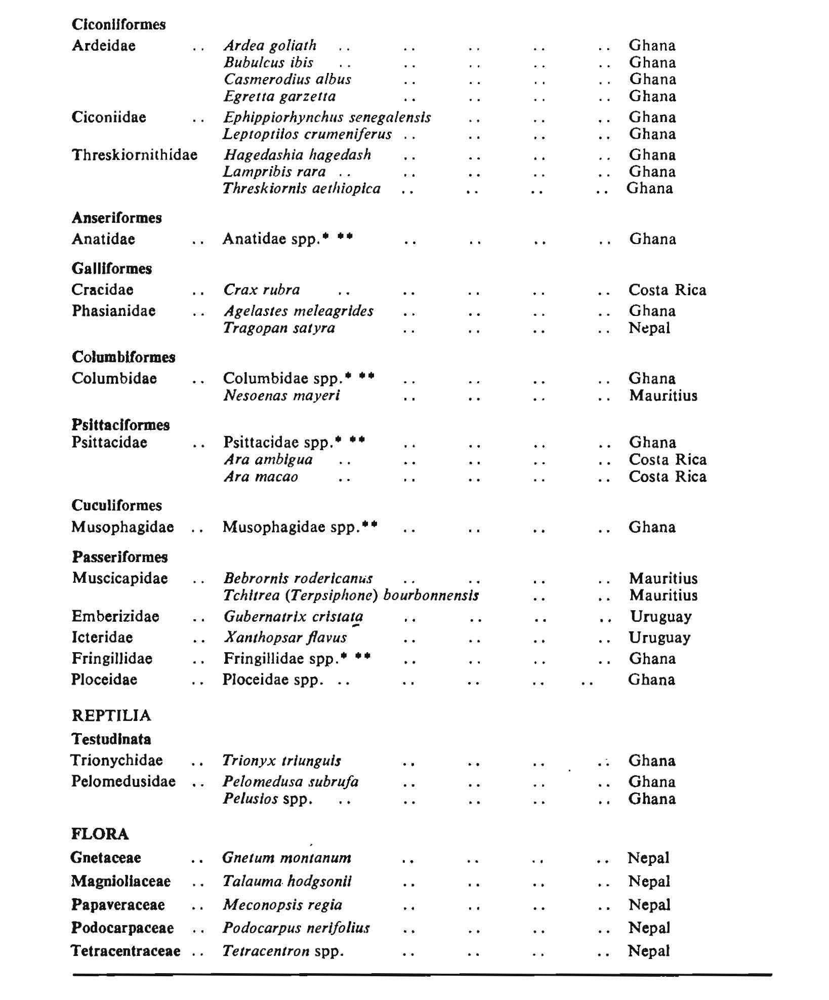 Ciconiiformes
Ardeidae .. Ardea goliath .. .. .. .. .. Ghana
Bubulcus ibis .. .. .. .. .. Ghana
Casmerodius albus .. .. .. .. Ghana
Egretta garzetta .. .. .. .. Ghana
Ciconiidae .. Ephippiorhynchus senegalensis .. .. .. Ghana
Leptoptilos crumeniferus .. .. .. .. Ghana
Threskiornithidae Hagedashia hagedash .. .. .. .. Ghana
Lampribis rara .. .. .. .. .. Ghana
Threskiornis aethiopica .. .. .. .. Ghana
Anseriformes
Anatidae .. Anatidae spp.* ** .. .. .. .. Ghana
Galliformes
Cracidae .. Crax rubra .. .. .. .. .. Costa Rica
Phasianidae .. Agelastes meleagrides .. .. .. .. Ghana
Tragopan satyra .. .. .. .. Nepal
Columbiformes
Columbidae .. Columbidae spp.* ** .. .. .. .. Ghana
Nesoenas mayeri .. .. .. .. Mauritius
Psittaciformes
Psittacidae .. Psittacidae spp.* ** .. .. .. .. Ghana
Ara ambigua .. .. .. .. .. Costa Rica
Ara macao .. .. .. .. .. Costa Rica
Cuculiformes
Musophagidae .. Musophagidae spp.** .. .. .. .. Ghana
Passeriformes
Muscicapidae .. Bebrornis rodericanus .. .. .. .. Mauritius
Tchitrea (Terpsiphone) bourbonnensis .. .. Mauritius
Emberizidae .. Gubernatrix cristata .. .. .. .. Uruguay
Icteridae .. Xanthopsar flavus .. .. .. .. Uruguay
Fringillidae .. Fringillidae spp.* ** .. .. .. .. Ghana
Ploceidae .. Ploceidae spp. .. .. .. .. .. Ghana
REPTILIA
Testudinata
Trionychidae .. Trionyx triunguis .. .. .. .. Ghana
Pelomedusidae .. Pelomedusa subrufa .. .. .. .. Ghana
Pelusios spp. .. .. .. .. .. Ghana
FLORA
Gnetaceae .. Gnetum montanum .. .. .. .. Nepal
Magnioliaceae .. Talauma hodgsonii .. .. .. .. Nepal
Papaveraceae .. Meconopsis regia .. .. .. .. Nepal
Podocarpaceae .. Podocarpus nerifolius .. .. .. .. Nepal
Tetracentraceae .. Tetracentron spp. .. .. .. .. Nepal